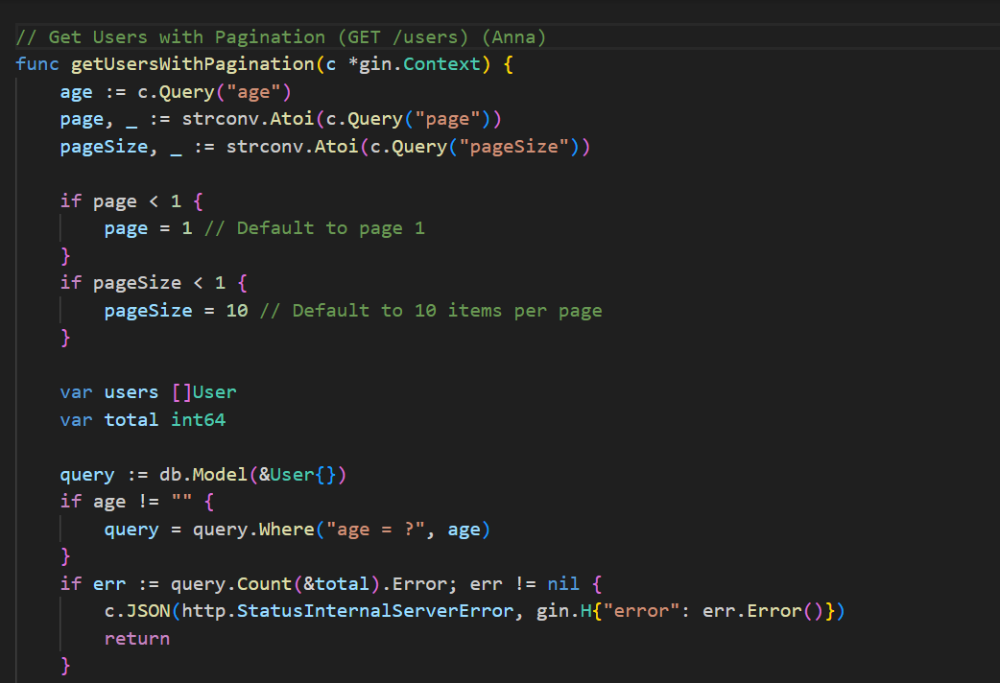 // Get Users with Pagination (GET /users) (Anna)
func getUsersWithPagination(c *gin.Context) {
    age := c.Query("age")
    page, _ := strconv.Atoi(c.Query("page"))
    pageSize, _ := strconv.Atoi(c.Query("pageSize"))

    if page < 1 {
        page = 1 // Default to page 1
    }
    if pageSize < 1 {
        pageSize = 10 // Default to 10 items per page
    }

    var users []User
    var total int64

    query := db.Model(&User{})
    if age != "" {
        query = query.Where("age = ?", age)
    }
    if err := query.Count(&total).Error; err != nil {
        c.JSON(http.StatusInternalServerError, gin.H{"error": err.Error()})
        return
    }